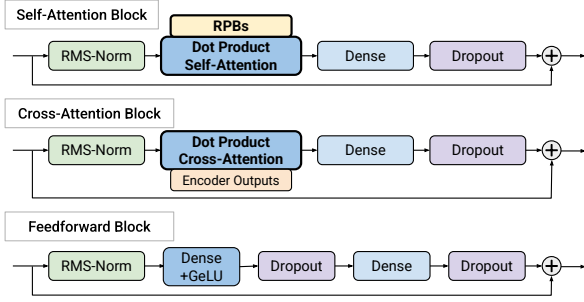 Self-Attention Block
RPBs
RMS-Norm
Dot Product
Self-Attention
Dense
Dropout
Cross-Attention Block
RMS-Norm
Dot Product
Cross-Attention
Dense
Dropout
Encoder Outputs
Feedforward Block
RMS-Norm
Dense
+GeLU
Dropout
Dense
Dropout